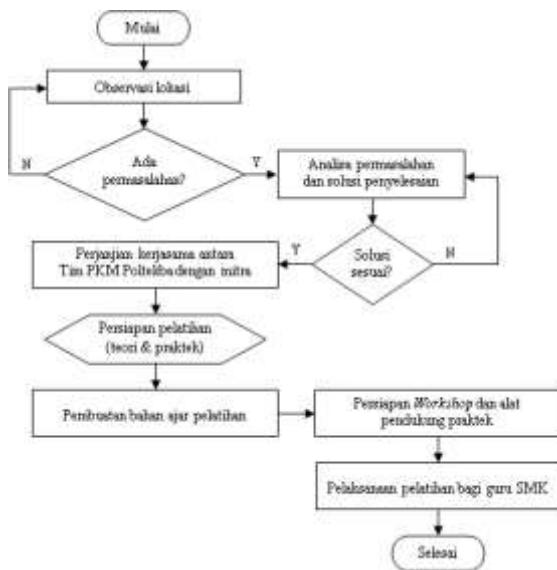 Mulai
Observasi lokasi
Ada
permasalahan?
N
Y
Analisa permasalahan
dan solusi penyelesaian
Solusi
sesuai?
Y
N
Perjanjian kerjasama antara
Tim PKM Poltekba dengan mitra
Persiapan pelatihan
(teori & praktek)
Pembuatan bahan ajar pelatihan
Persiapan Workshop dan alat
pendukung praktek
Pelaksanaan pelatihan bagi guru SMK
Selesai